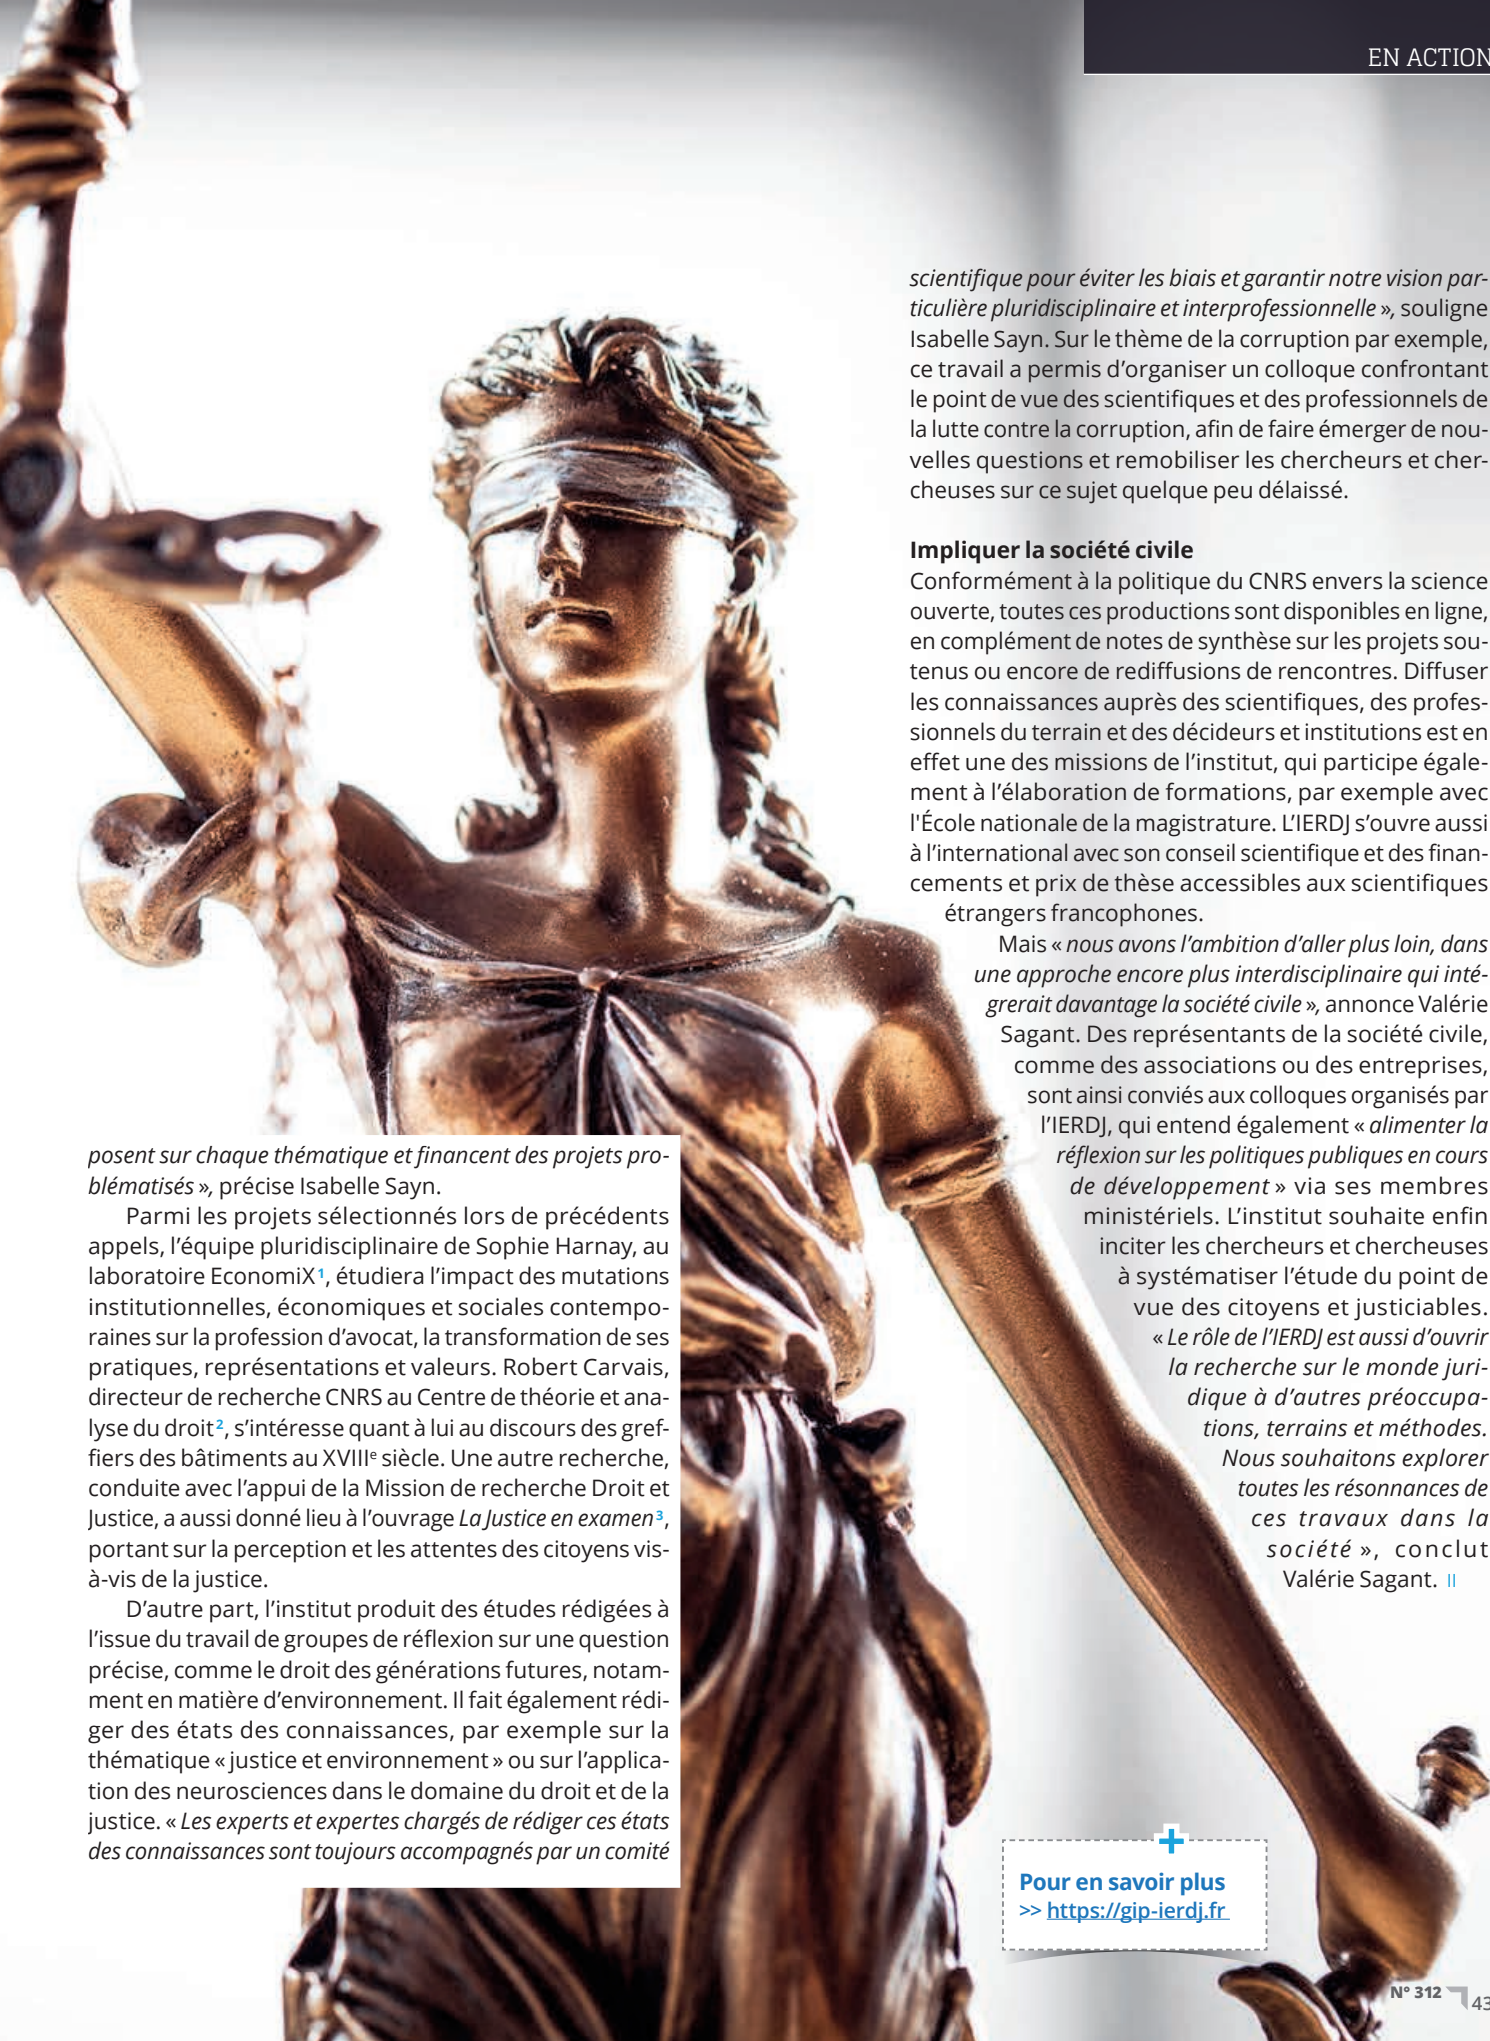 EN ACTION
posent sur chaque thématique et financent des projets pro-
blématisés », précise Isabelle Sayn.
Parmi les projets sélectionnés lors de précédents
appels, l’équipe pluridisciplinaire de Sophie Harnay, au
laboratoire EconomiX 1, étudiera l’impact des mutations
institutionnelles, économiques et sociales contempo-
raines sur la profession d’avocat, la transformation de ses
pratiques, représentations et valeurs. Robert Carvais,
directeur de recherche CNRS au Centre de théorie et ana-
lyse du droit 2, s’intéresse quant à lui au discours des gref-
fiers des bâtiments au XVIIIe siècle. Une autre recherche,
conduite avec l’appui de la Mission de recherche Droit et
Justice, a aussi donné lieu à l’ouvrage La Justice en examen 3,
portant sur la perception et les attentes des citoyens vis-
à-vis de la justice.
D’autre part, l’institut produit des études rédigées à
l’issue du travail de groupes de réflexion sur une question
précise, comme le droit des générations futures, notam-
ment en matière d’environnement. Il fait également rédi-
ger des états des connaissances, par exemple sur la
thématique « justice et environnement » ou sur l’applica-
tion des neurosciences dans le domaine du droit et de la
justice. « Les experts et expertes chargés de rédiger ces états
des connaissances sont toujours accompagnés par un comité
scientifique pour éviter les biais et garantir notre vision par-
ticulière pluridisciplinaire et interprofessionnelle », souligne
Isabelle Sayn. Sur le thème de la corruption par exemple,
ce travail a permis d’organiser un colloque confrontant
le point de vue des scientifiques et des professionnels de
la lutte contre la corruption, afin de faire émerger de nou-
velles questions et remobiliser les chercheurs et cher-
cheuses sur ce sujet quelque peu délaissé.
Impliquer la société civile
Conformément à la politique du CNRS envers la science
ouverte, toutes ces productions sont disponibles en ligne,
en complément de notes de synthèse sur les projets sou-
tenus ou encore de rediffusions de rencontres. Diffuser
les connaissances auprès des scientifiques, des profes-
sionnels du terrain et des décideurs et institutions est en
effet une des missions de l’institut, qui participe égale-
ment à l’élaboration de formations, par exemple avec
l'École nationale de la magistrature. L’IERDJ s’ouvre aussi
à l’international avec son conseil scientifique et des finan-
cements et prix de thèse accessibles aux scientifiques
étrangers francophones.
Mais « nous avons l’ambition d’aller plus loin, dans
une approche encore plus interdisciplinaire qui inté-
grerait davantage la société civile », annonce Valérie
Sagant. Des représentants de la société civile,
comme des associations ou des entreprises,
sont ainsi conviés aux colloques organisés par
l’IERDJ, qui entend également « alimenter la
réflexion sur les politiques publiques en cours
de développement » via ses membres
ministériels. L’institut souhaite enfin
inciter les chercheurs et chercheuses
à systématiser l’étude du point de
vue des citoyens et justiciables.
« Le rôle de l’IERDJ est aussi d’ouvrir
la recherche sur le monde juri-
dique à d’autres préoccupa-
tions, terrains et méthodes.
Nous souhaitons explorer
toutes les résonnances de
ces travaux dans la
société », conclut
Valérie Sagant. II
Pour en savoir plus
>> https://gip-ierdj.fr
N° 312
43